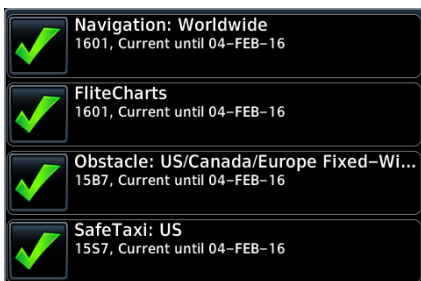 Navigation: Worldwide
1601, Current until 04–FEB–16
FliteCharts
1601, Current until 04–FEB–16
Obstacle: US/Canada/Europe Fixed–Wi...
15B7, Current until 04–FEB–16
SafeTaxi: US
15S7, Current until 04–FEB–16